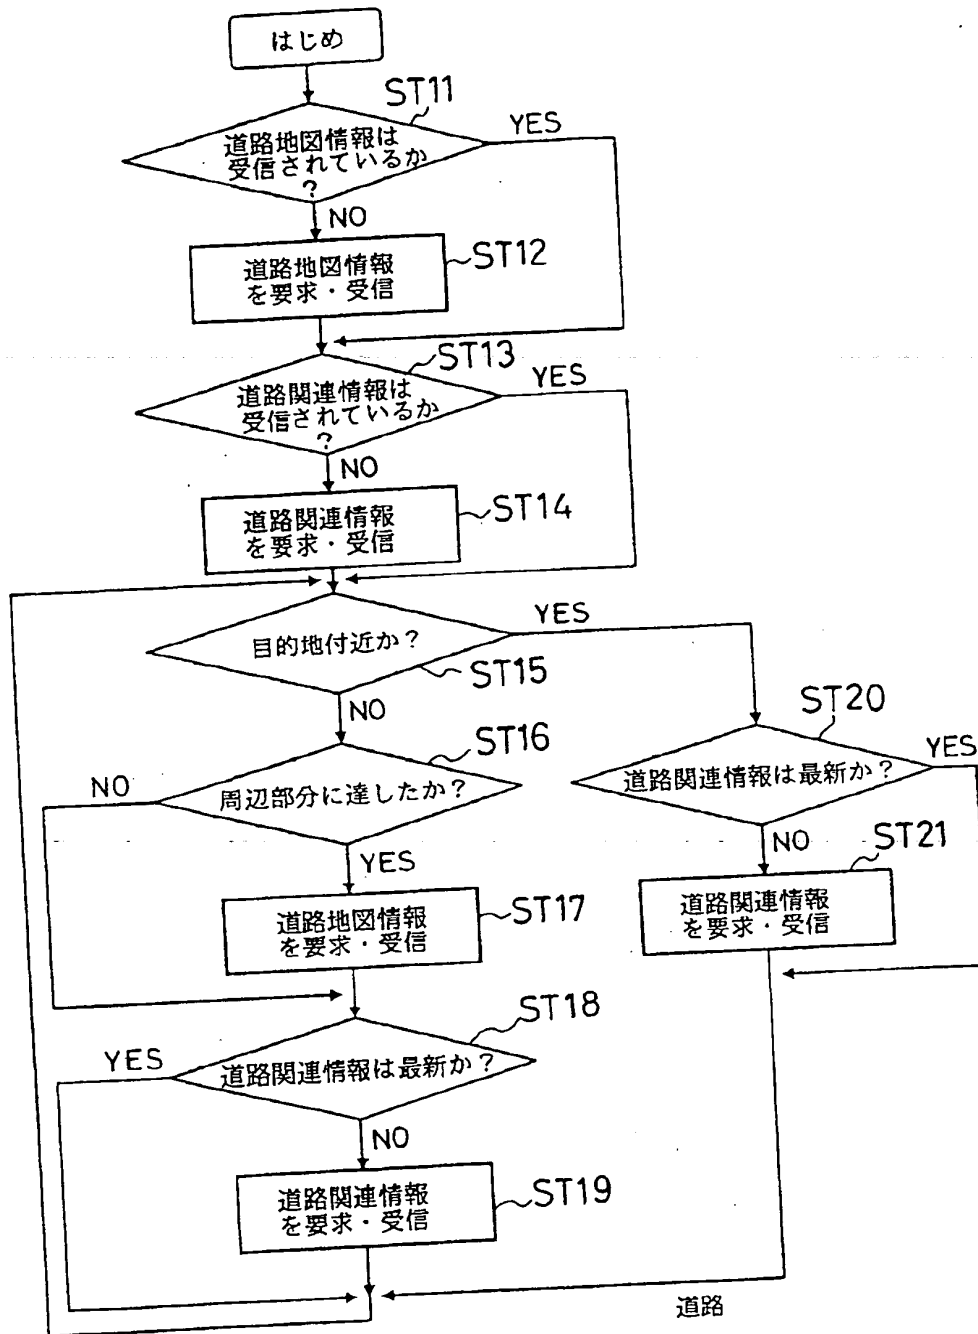 はじめ
ST11
道路地図情報は
受信されているか
?
YES
NO
道路地図情報
を要求・受信
ST12
ST13
道路関連情報は
受信されているか
?
YES
NO
道路関連情報
を要求・受信
ST14
目的地付近か?
YES
ST15
NO
ST16
周辺部分に達したか?
NO
YES
道路地図情報
を要求・受信
ST17
ST18
道路関連情報は最新か?
YES
NO
道路関連情報
を要求・受信
ST19
ST20
道路関連情報は最新か?
YES
NO
ST21
道路関連情報
を要求・受信
道路